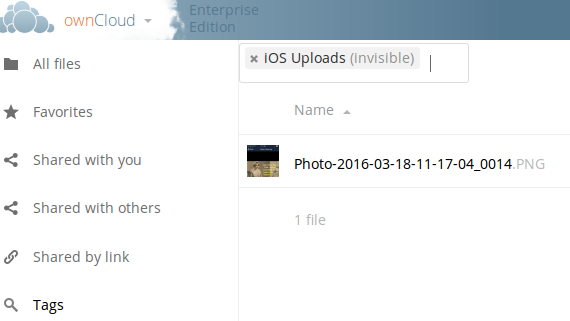 ownCloud
Enterprise
Edition
All files
Favorites
Shared with you
Shared with others
Shared by link
Tags
× iOS Uploads (invisible)
Name
Photo-2016-03-18-11-17-04_0014.PNG
1 file